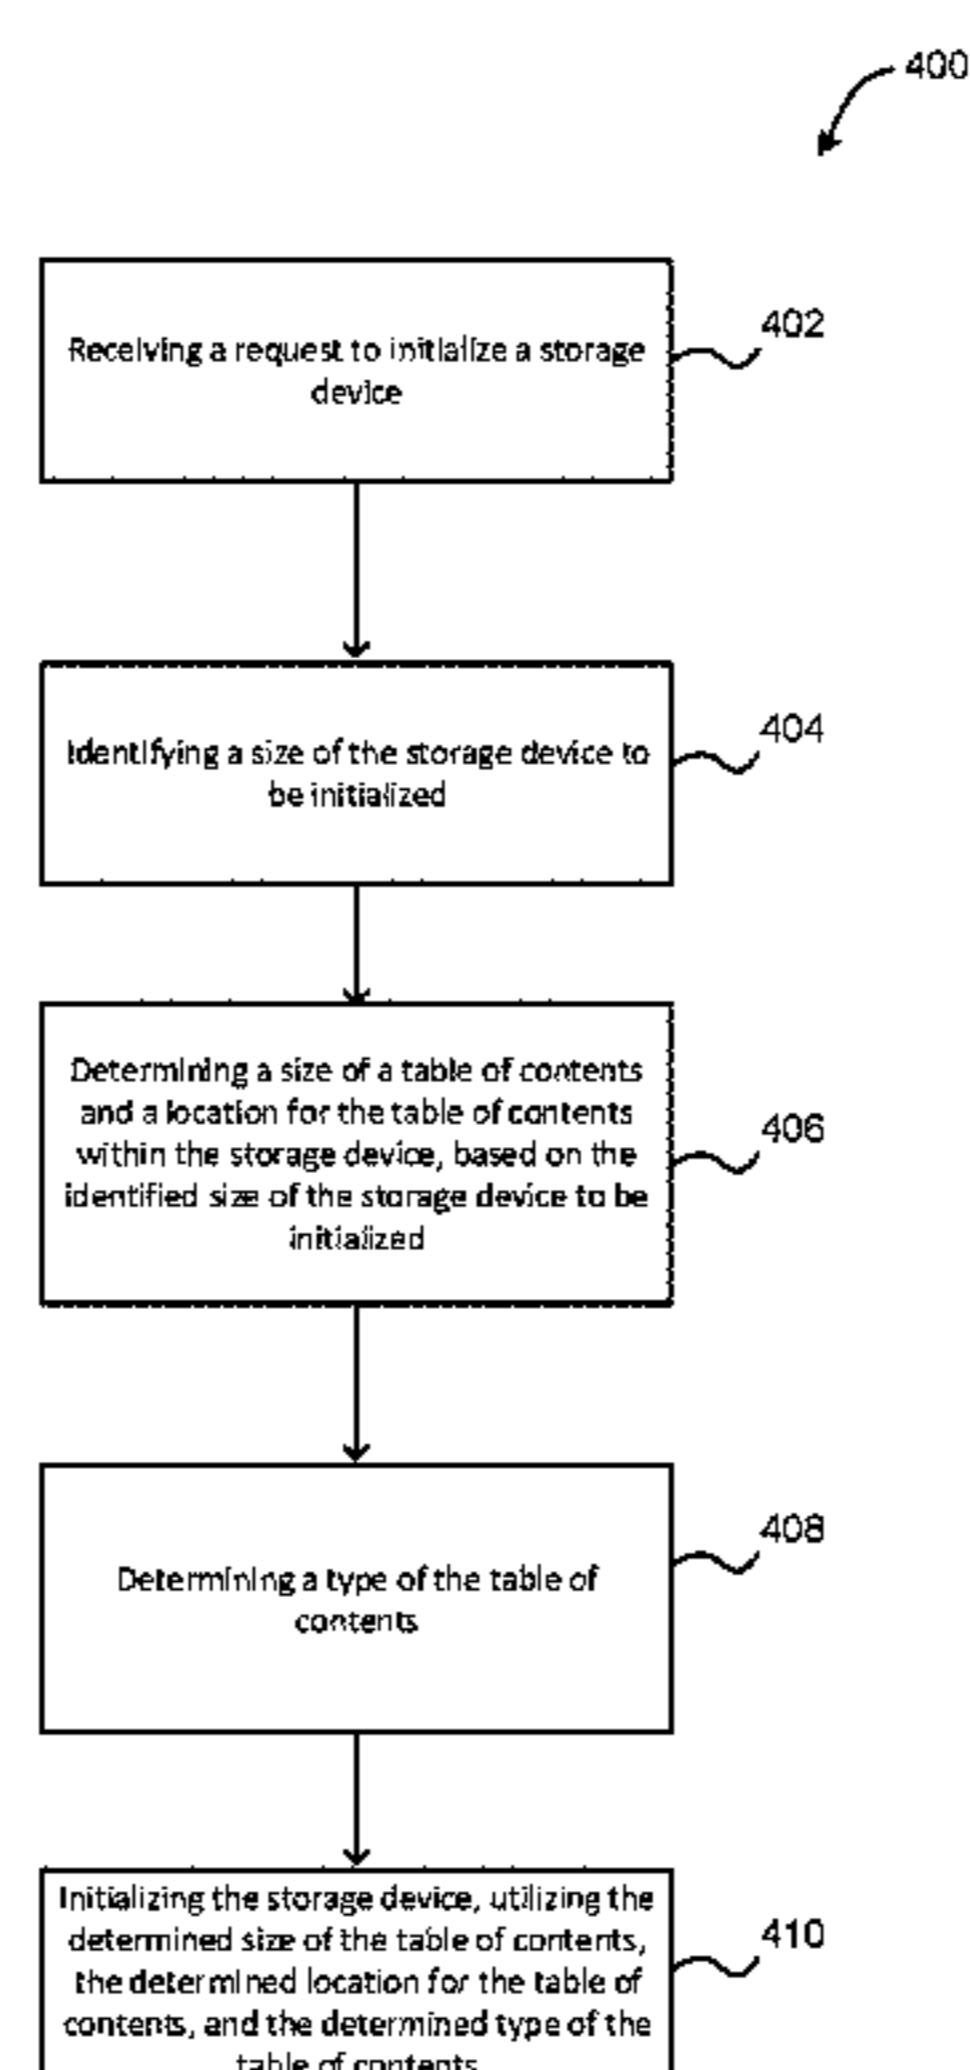 400
Receiving a request to initialize a storage
device
402
Identifying a size of the storage device to
be initialized
404
Determining a size of a table of contents
and a location for the table of contents
within the storage device, based on the
identified size of the storage device to be
initialized
406
Determining a type of the table of
contents
408
Initializing the storage device, utilizing the
determined size of the table of contents,
the determined location for the table of
contents, and the determined type of the
table of contents
410